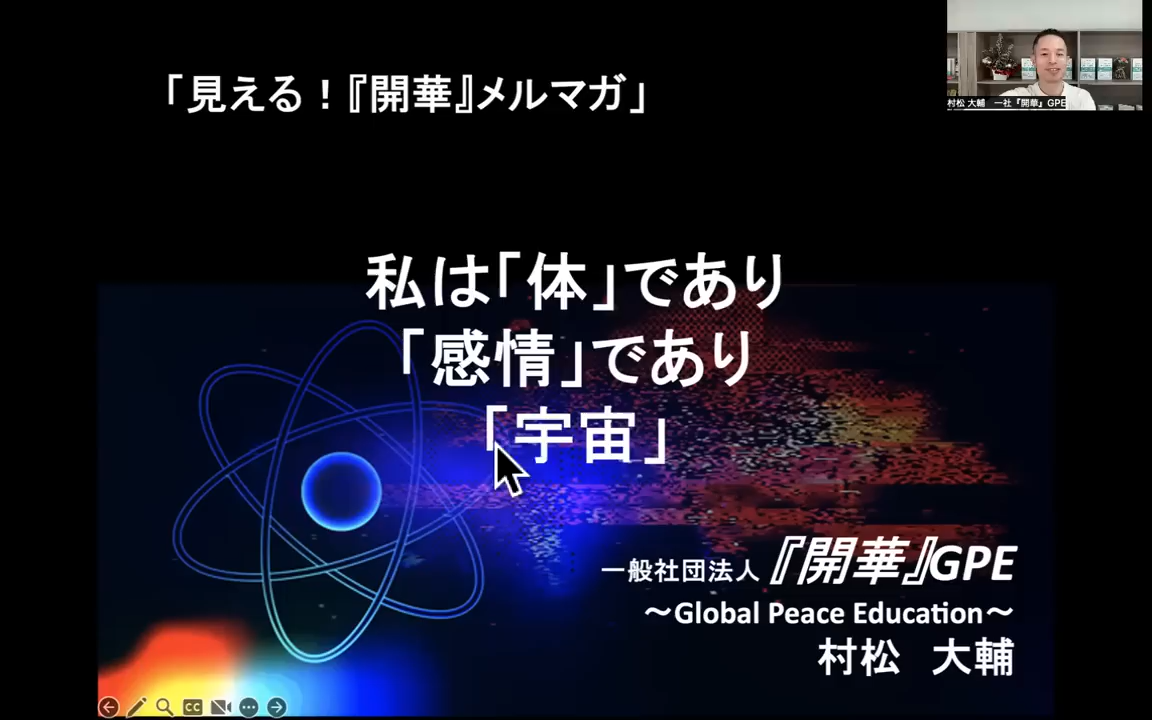 「見える！『開華』メルマガ」
村松 大輔　一社『開華』GPE
私は「体」であり
「感情」であり
「宇宙」
一般社団法人『開華』GPE
～Global Peace Education～
村松　大輔
CC